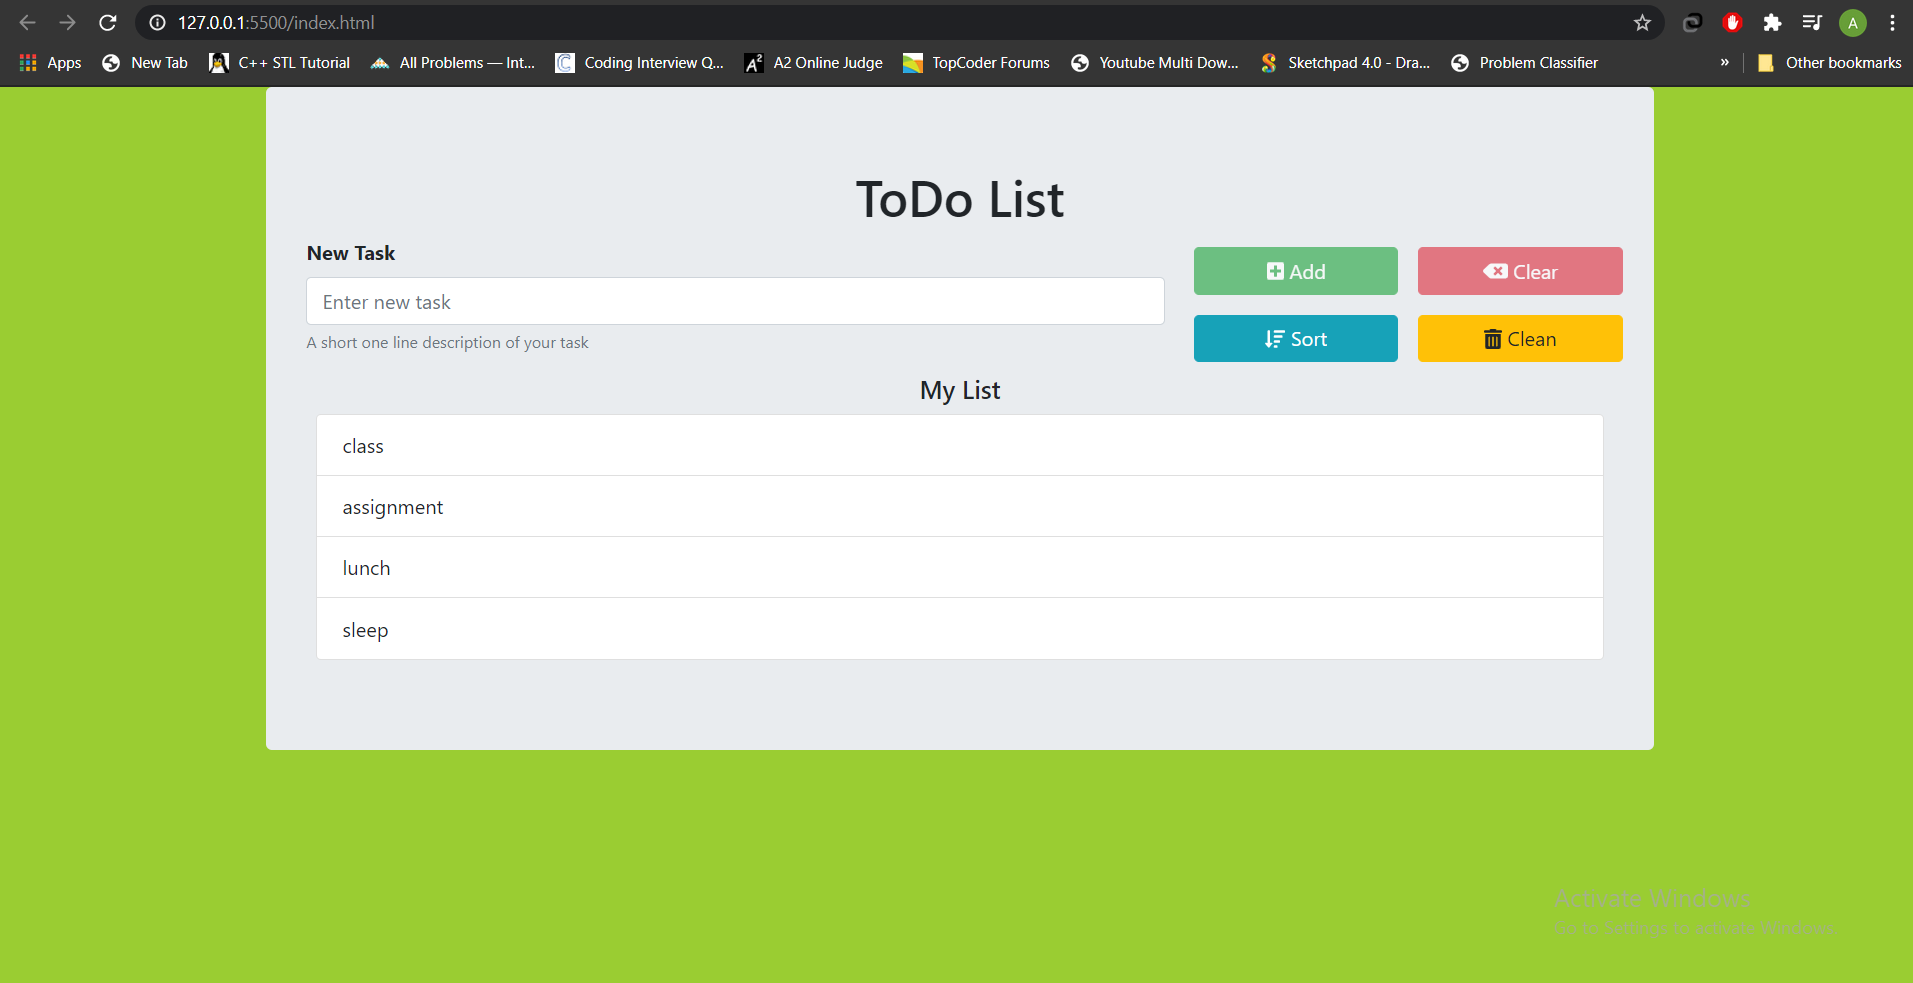 127.0.0.1:5500/index.html
A
Apps New Tab C++ STL Tutorial All Problems — Int... Coding Interview Q... A2 Online Judge TopCoder Forums Youtube Multi Dow... Sketchpad 4.0 - Dra... Problem Classifier » Other bookmarks
ToDo List
New Task
Enter new task
A short one line description of your task
Add Clear
Sort Clean
My List
class
assignment
lunch
sleep
Activate Windows
Go to Settings to activate Windows.